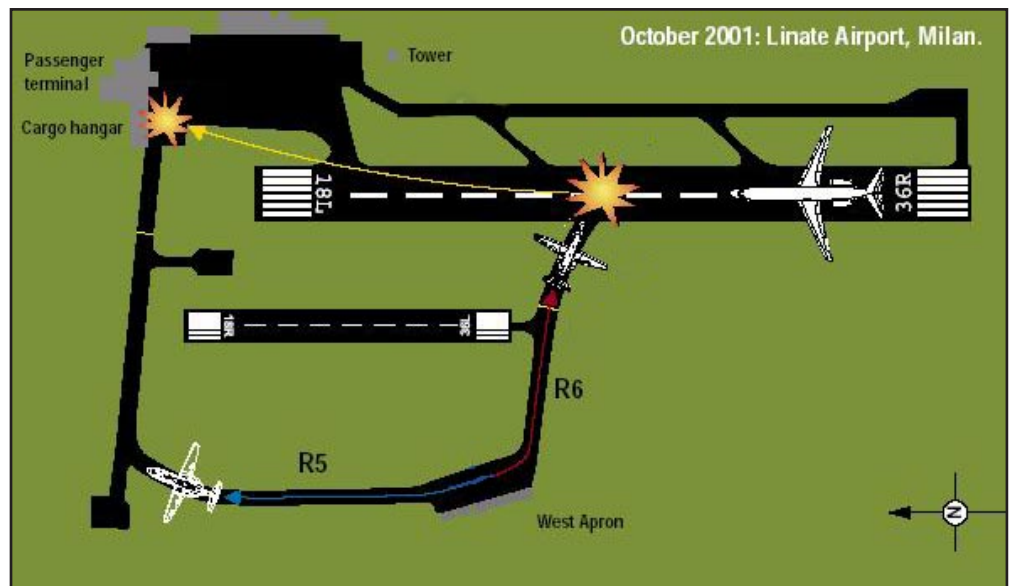 October 2001: Linate Airport, Milan.
Passenger
terminal
Tower
Cargo hangar
18L
36R
18R
36L
R6
R5
West Apron
N